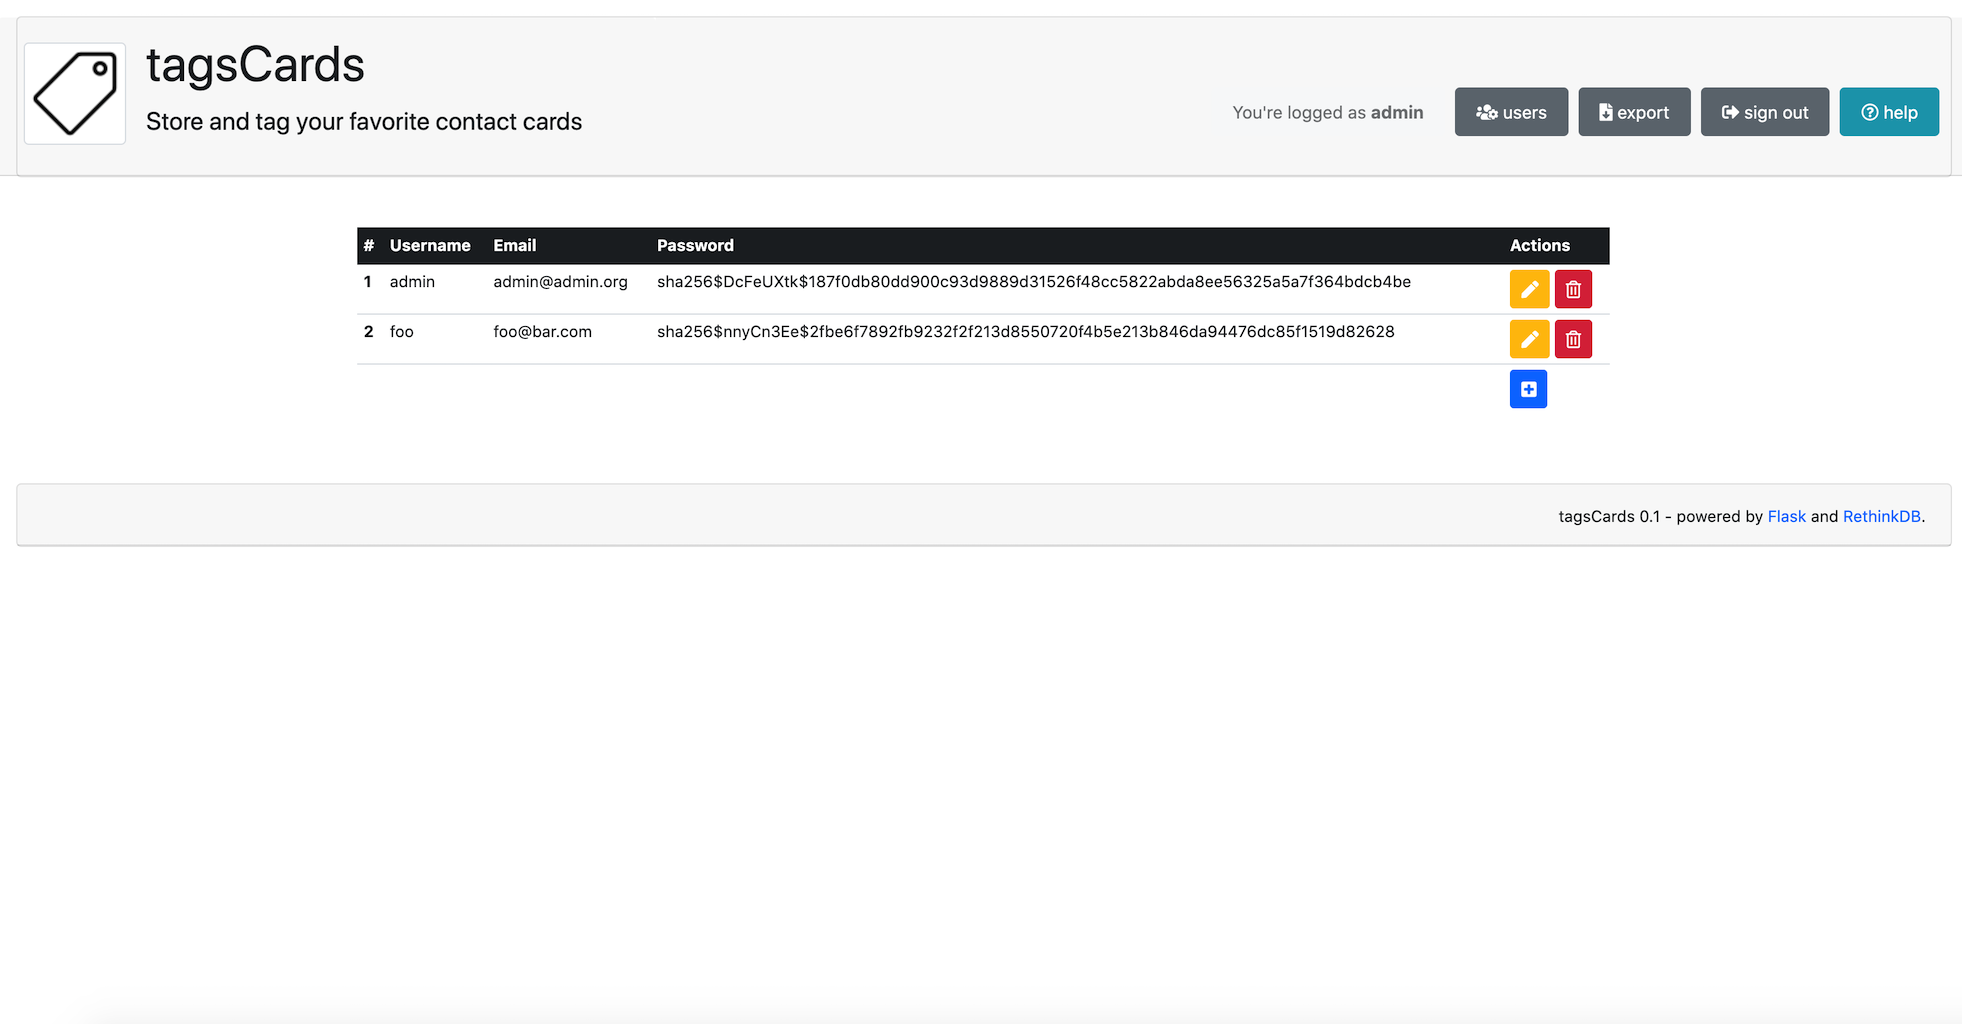 tagsCards
Store and tag your favorite contact cards
You're logged as admin
users
export
sign out
help
# Username Email Password Actions
1 admin admin@admin.org sha256$DcFeUXtk$187f0db80dd900c93d9889d31526f48cc5822abda8ee56325a5a7f364bdcb4be
2 foo foo@bar.com sha256$nnyCn3Ee$2fbe6f7892fb9232f2f213d8550720f4b5e213b846da94476dc85f1519d82628
tagsCards 0.1 - powered by Flask and RethinkDB.